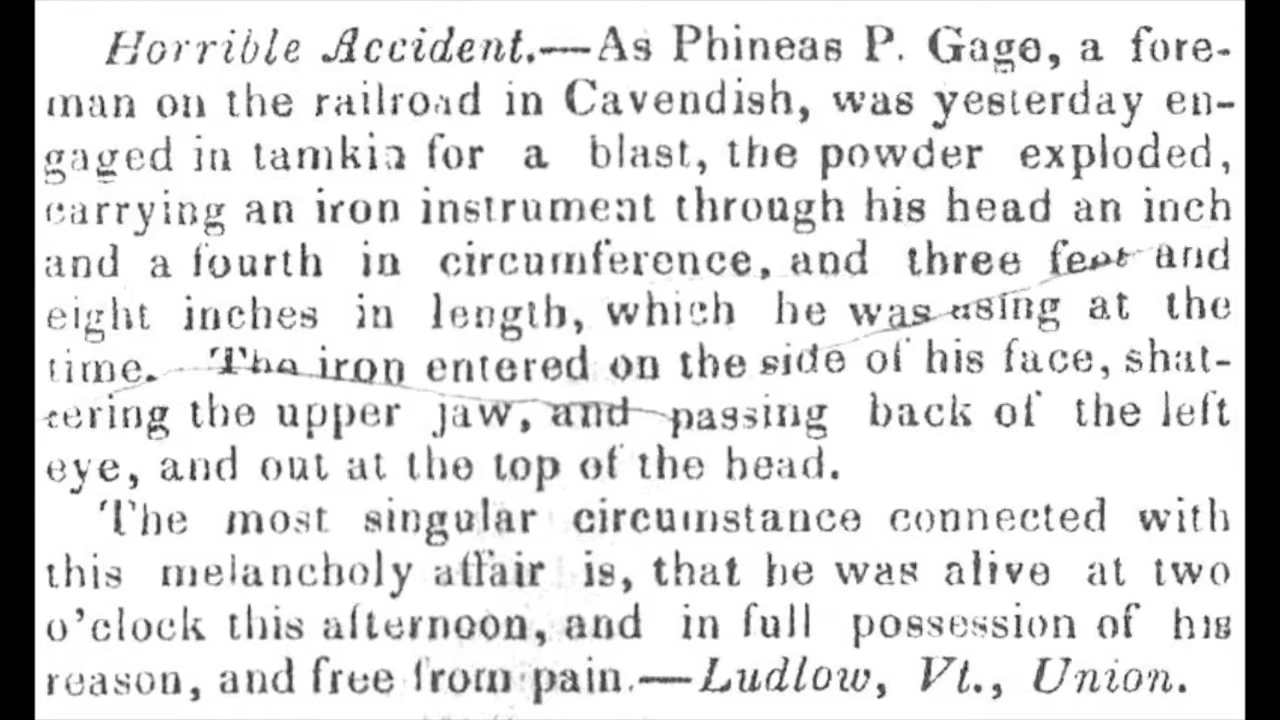 Horrible Accident.—As Phineas P. Gage, a fore-
man on the railroad in Cavendish, was yesterday en-
gaged in tamkin for a blast, the powder exploded,
carrying an iron instrument through his head an inch
and a fourth in circumference, and three feet and
eight inches in length, which he was using at the
time. The iron entered on the side of his face, shat-
tering the upper jaw, and passing back of the left
eye, and out at the top of the head.
The most singular circumstance connected with
this melancholy affair is, that he was alive at two
o'clock this afternoon, and in full possession of his
reason, and free from pain.—Ludlow, Vt., Union.